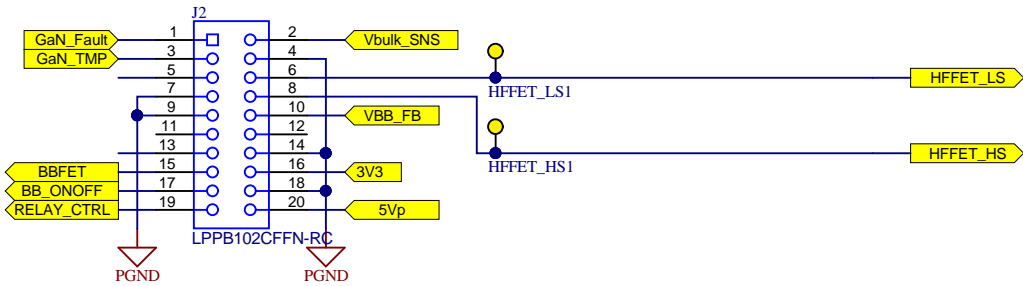 J2
GaN_Fault 1 2 Vbulk_SNS
GaN_TMP 3 4
5 6 HFFET_LS
7 8 HFFET_LS1
9 10 VBB_FB
11 12
13 14 HFFET_HS
BBFET 15 16 3V3 HFFET_HS1
BB_ONOFF 17 18
RELAY_CTRL 19 20 5Vp
LPPB102CFFN-RC
PGND PGND